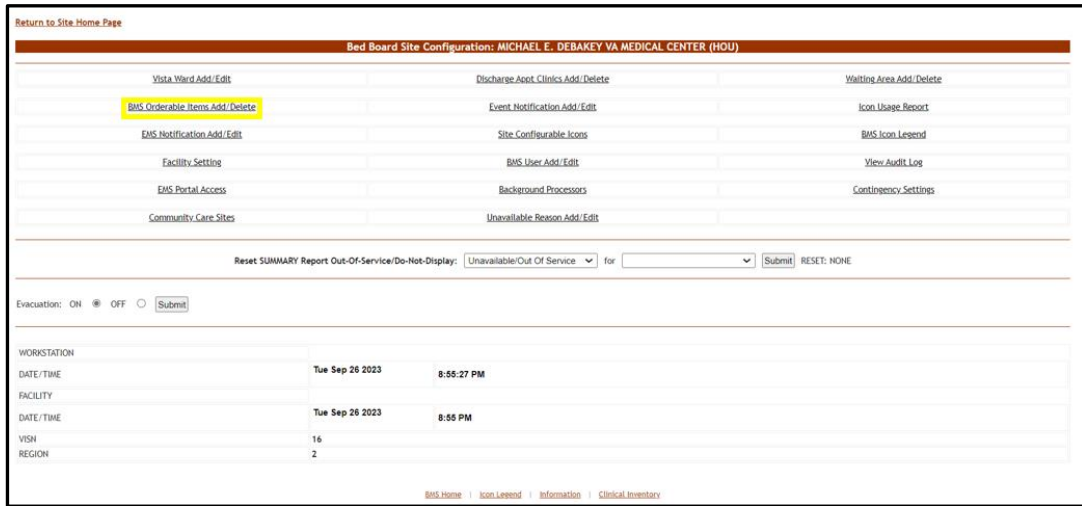 Return to Site Home Page
Bed Board Site Configuration: MICHAEL E. DEBAKEY VA MEDICAL CENTER (HOU)
Vista Ward Add/Edit Discharge Appt Clinics Add/Delete Waiting Area Add/Delete
BMS Orderable Items Add/Delete Event Notification Add/Edit Icon Usage Report
EMS Notification Add/Edit Site Configurable Icons BMS Icon Legend
Facility Setting BMS User Add/Edit View Audit Log
EMS Portal Access Background Processors Contingency Settings
Community Care Sites Unavailable Reason Add/Edit
Reset SUMMARY Report Out-Of-Service/Do-Not-Display: Unavailable/Out Of Service for Submit RESET: NONE
Evacuation: ON OFF Submit
WORKSTATION
DATE/TIME Tue Sep 26 2023 8:55:27 PM
FACILITY
DATE/TIME Tue Sep 26 2023 8:55 PM
VISN 16
REGION 2
BMS Home | Icon Legend | Information | Clinical Inventory